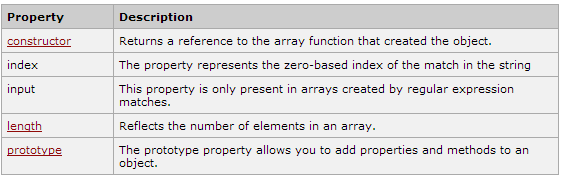 Property Description
constructor Returns a reference to the array function that created the object.
index The property represents the zero-based index of the match in the string
input This property is only present in arrays created by regular expression
matches.
length Reflects the number of elements in an array.
prototype The prototype property allows you to add properties and methods to an
object.